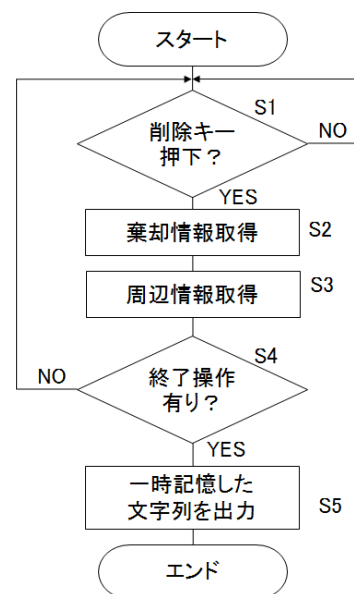 スタート
S1
削除キー
押下？
NO
YES
棄却情報取得
S2
周辺情報取得
S3
S4
終了操作
有り？
NO
YES
一時記憶した
文字列を出力
S5
エンド